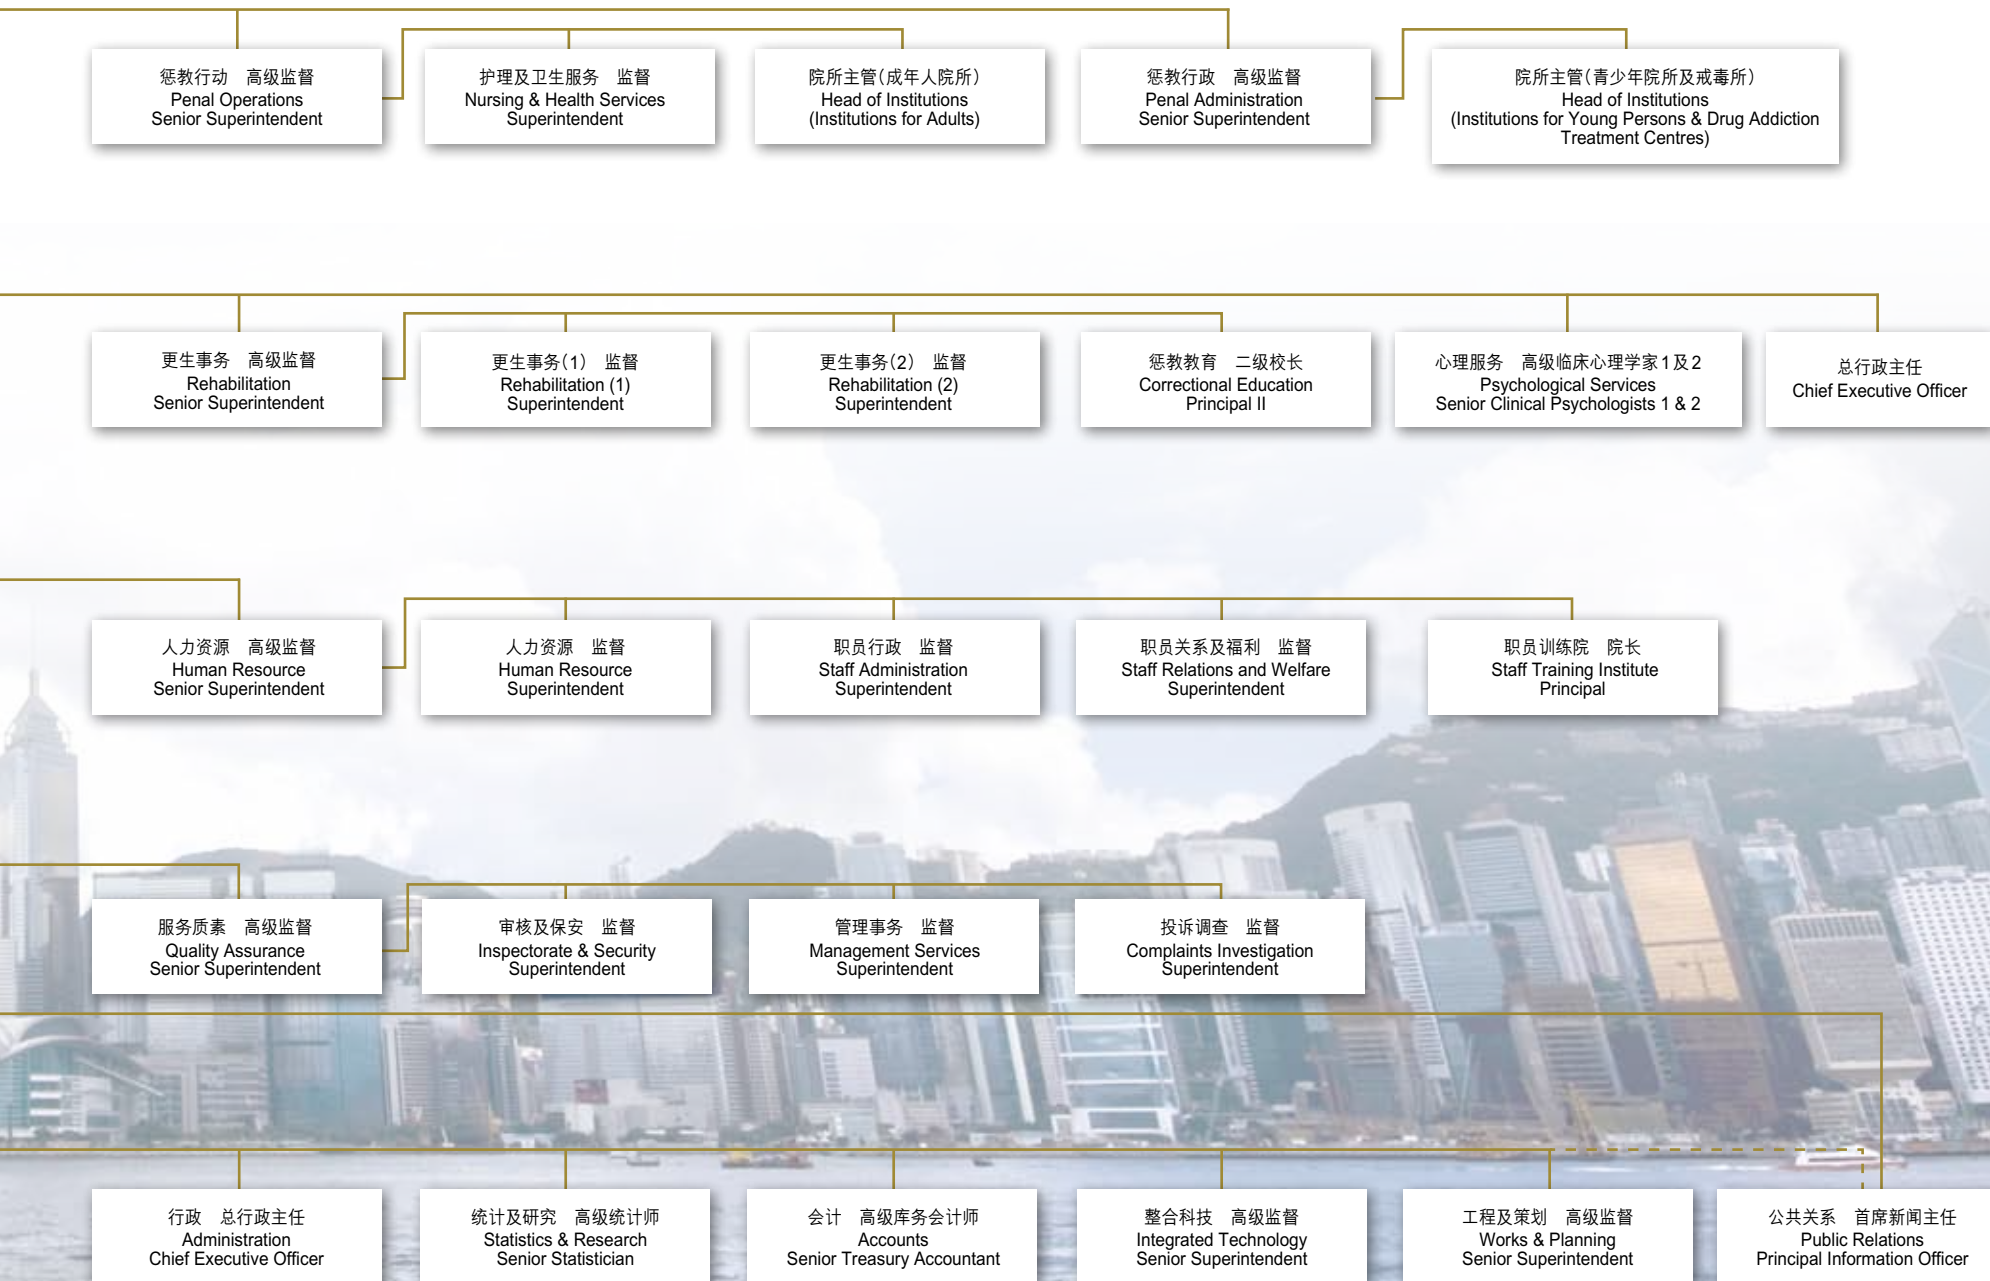 惩教行动　高级监督
Penal Operations
Senior Superintendent
护理及卫生服务　监督
Nursing & Health Services
Superintendent
院所主管(成年人院所)
Head of Institutions
(Institutions for Adults)
惩教行政　高级监督
Penal Administration
Senior Superintendent
院所主管(青少年院所及戒毒所)
Head of Institutions
(Institutions for Young Persons & Drug Addiction
Treatment Centres)
更生事务　高级监督
Rehabilitation
Senior Superintendent
更生事务(1)　监督
Rehabilitation (1)
Superintendent
更生事务(2)　监督
Rehabilitation (2)
Superintendent
惩教教育　二级校长
Correctional Education
Principal II
心理服务　高级临床心理学家1及2
Psychological Services
Senior Clinical Psychologists 1 & 2
总行政主任
Chief Executive Officer
人力资源　高级监督
Human Resource
Senior Superintendent
人力资源　监督
Human Resource
Superintendent
职员行政　监督
Staff Administration
Superintendent
职员关系及福利　监督
Staff Relations and Welfare
Superintendent
职员训练院　院长
Staff Training Institute
Principal
服务质素　高级监督
Quality Assurance
Senior Superintendent
审核及保安　监督
Inspectorate & Security
Superintendent
管理事务　监督
Management Services
Superintendent
投诉调查　监督
Complaints Investigation
Superintendent
行政　总行政主任
Administration
Chief Executive Officer
统计及研究　高级统计师
Statistics & Research
Senior Statistician
会计　高级库务会计师
Accounts
Senior Treasury Accountant
整合科技　高级监督
Integrated Technology
Senior Superintendent
工程及策划　高级监督
Works & Planning
Senior Superintendent
公共关系　首席新闻主任
Public Relations
Principal Information Officer